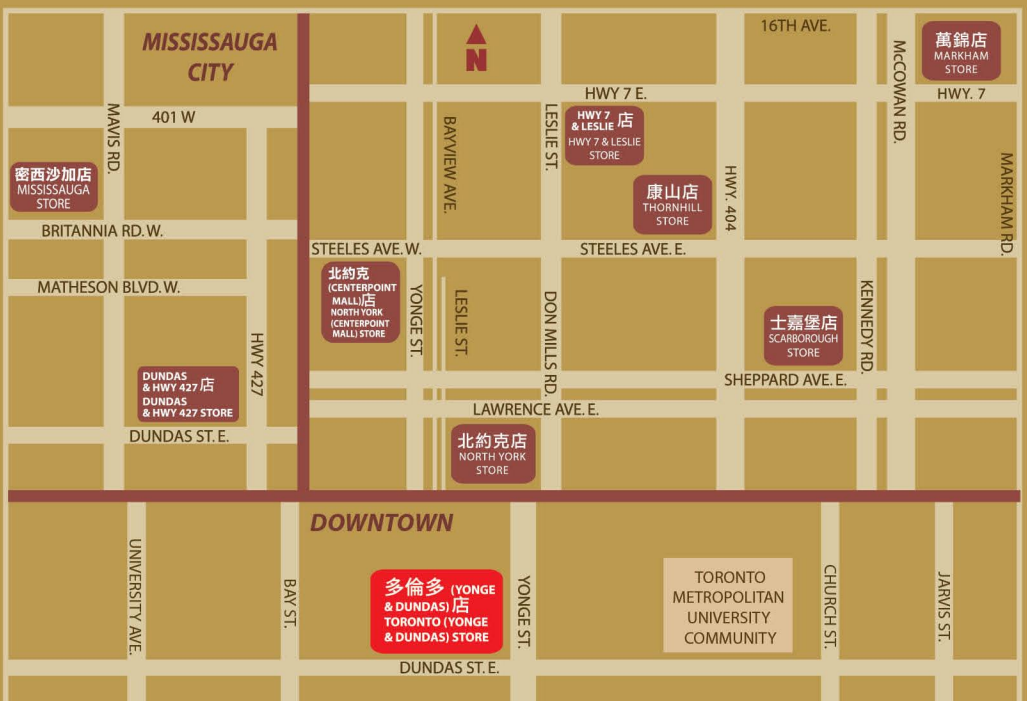 MISSISSAUGA
CITY
401 W
MAVIS RD.
密西沙加店
MISSISSAUGA
STORE
BRITANNIA RD. W.
MATHESON BLVD. W.
HWY 427
DUNDAS
& HWY 427 店
DUNDAS
& HWY 427 STORE
DUNDAS ST. E.
N
16TH AVE.
萬錦店
MARKHAM
STORE
HWY 7 E.
HWY. 7
McCOWAN RD.
BAYVIEW AVE.
LESLIE ST.
HWY 7
& LESLIE 店
HWY 7 & LESLIE
STORE
康山店
THORNHILL
STORE
HWY. 404
MARKHAM RD.
STEELES AVE. W.
STEELES AVE. E.
北約克
(CENTERPOINT
MALL)店
NORTH YORK
(CENTERPOINT
MALL) STORE
YONGE ST.
LESLIE ST.
DON MILLS RD.
士嘉堡店
SCARBOROUGH
STORE
KENNEDY RD.
SHEPPARD AVE. E.
LAWRENCE AVE. E.
北約克店
NORTH YORK
STORE
DOWNTOWN
UNIVERSITY AVE.
BAY ST.
多倫多 (YONGE
& DUNDAS) 店
TORONTO (YONGE
& DUNDAS) STORE
YONGE ST.
TORONTO
METROPOLITAN
UNIVERSITY
COMMUNITY
CHURCH ST.
JARVIS ST.
DUNDAS ST. E.